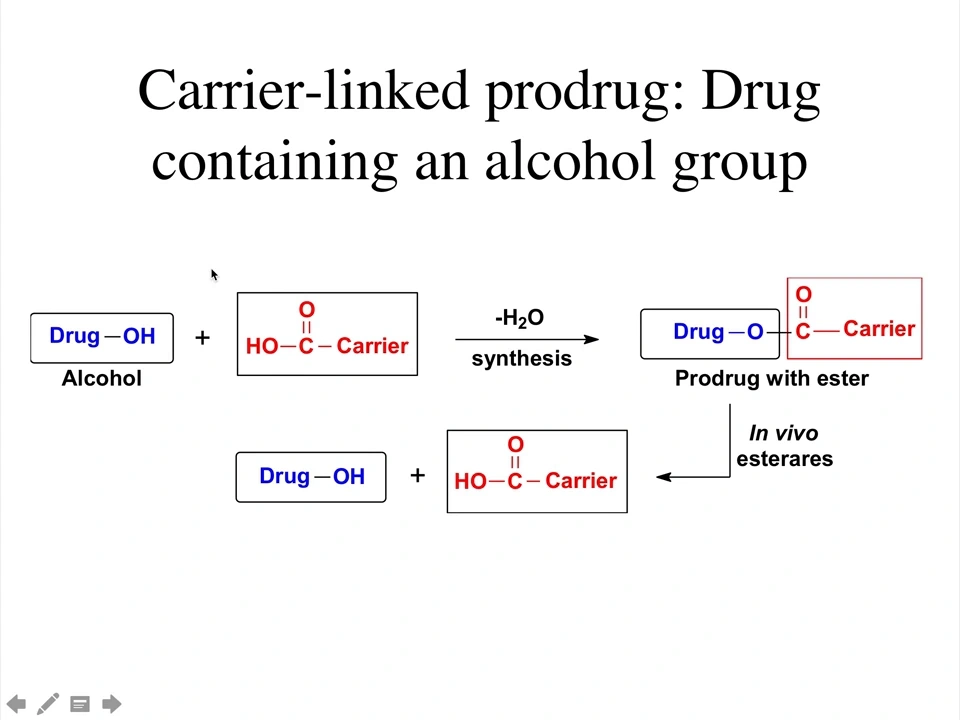 Carrier-linked prodrug: Drug
containing an alcohol group
Drug—OH
Alcohol
+
O
HO—C—Carrier
-H₂O
synthesis
Drug—O—C—Carrier
O
Prodrug with ester
In vivo
esterares
Drug—OH
+
O
HO—C—Carrier